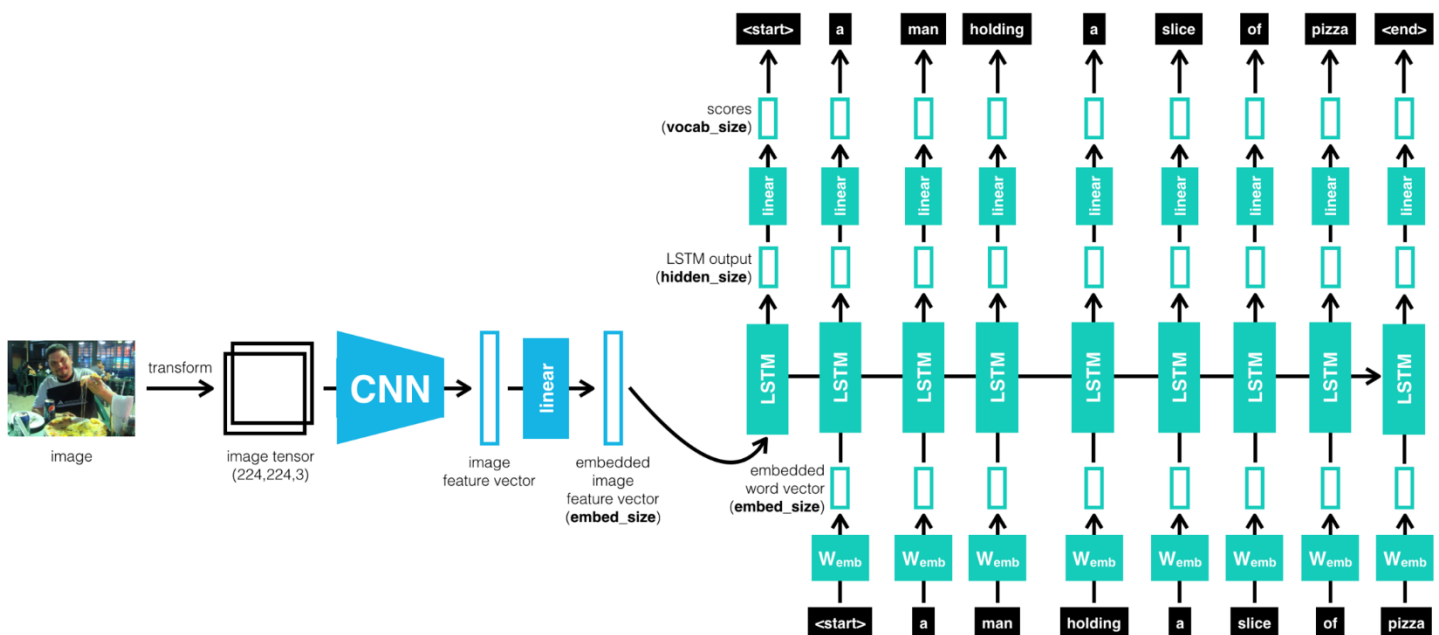 <start> a man holding a slice of pizza <end>
scores
(vocab_size)
linear linear linear linear linear linear linear linear linear
LSTM output
(hidden_size)
LSTM LSTM LSTM LSTM LSTM LSTM LSTM LSTM LSTM
transform
CNN
linear
image
image tensor
(224,224,3)
image
feature vector
embedded
image
feature vector
(embed_size)
embedded
word vector
(embed_size)
Wemb Wemb Wemb Wemb Wemb Wemb Wemb Wemb
<start> a man holding a slice of pizza